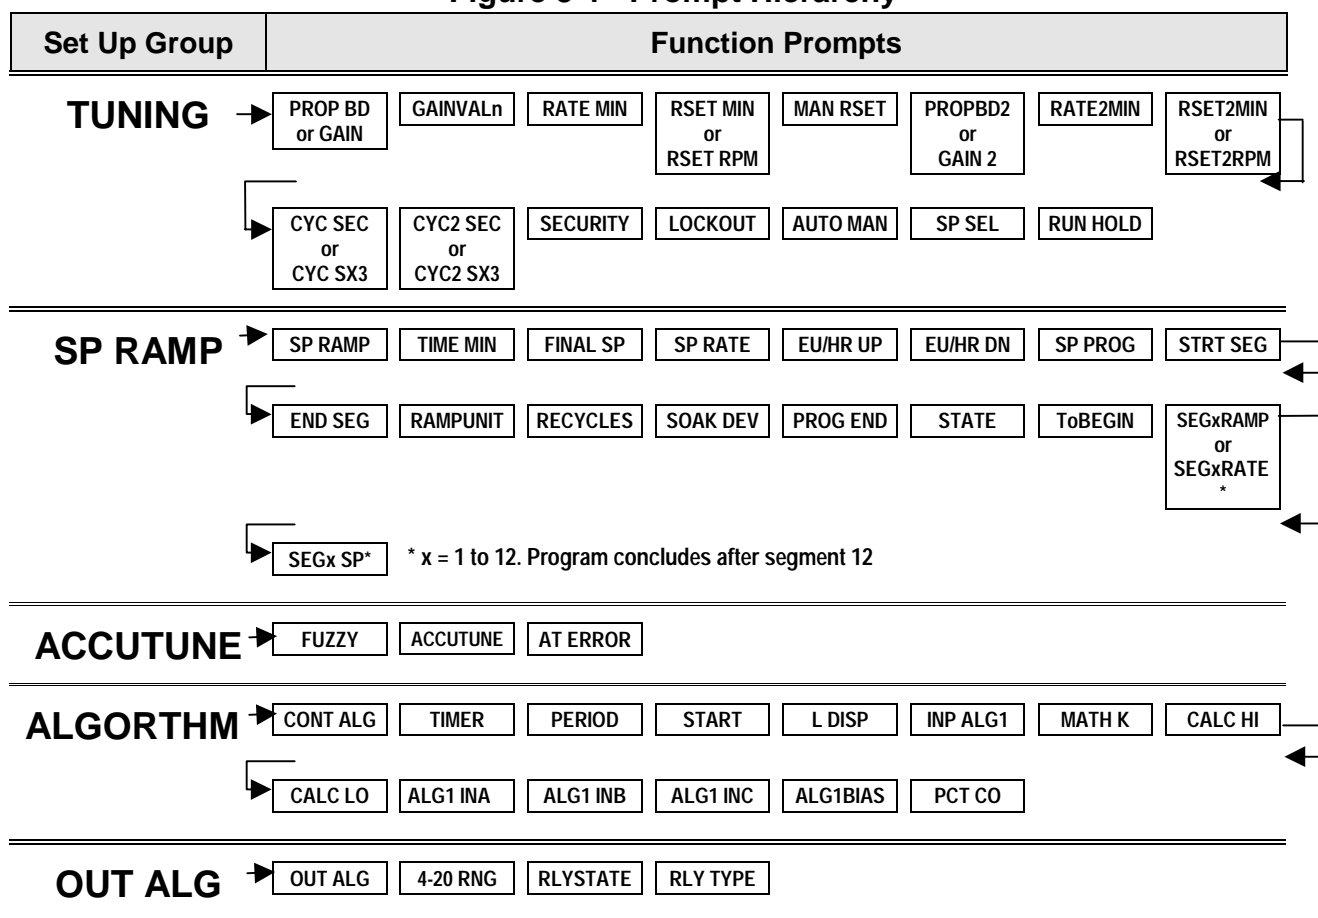 Set Up Group
Function Prompts
TUNING
PROP BD
or GAIN
GAINVALn
RATE MIN
RSET MIN
or
RSET RPM
MAN RSET
PROPBD2
or
GAIN 2
RATE2MIN
RSET2MIN
or
RSET2RPM
CYC SEC
or
CYC SX3
CYC2 SEC
or
CYC2 SX3
SECURITY
LOCKOUT
AUTO MAN
SP SEL
RUN HOLD
SP RAMP
SP RAMP
TIME MIN
FINAL SP
SP RATE
EU/HR UP
EU/HR DN
SP PROG
STRT SEG
END SEG
RAMPUNIT
RECYCLES
SOAK DEV
PROG END
STATE
ToBEGIN
SEGxRAMP
or
SEGxRATE
*
SEGx SP*
* x = 1 to 12. Program concludes after segment 12
ACCUTUNE
FUZZY
ACCUTUNE
AT ERROR
ALGORTHM
CONT ALG
TIMER
PERIOD
START
L DISP
INP ALG1
MATH K
CALC HI
CALC LO
ALG1 INA
ALG1 INB
ALG1 INC
ALG1BIAS
PCT CO
OUT ALG
OUT ALG
4-20 RNG
RLYSTATE
RLY TYPE